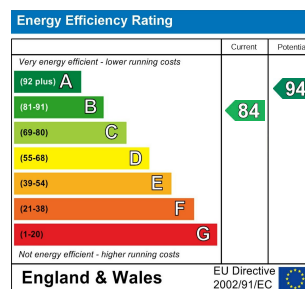 Energy Efficiency Rating
Current Potentia
Very energy efficient - lower running costs
(92 plus) A
94
(81-91) B
84
(69-80) C
(55-68) D
(39-54) E
(21-38) F
(1-20) G
Not energy efficient - higher running costs
England & Wales
EU Directive
2002/91/EC